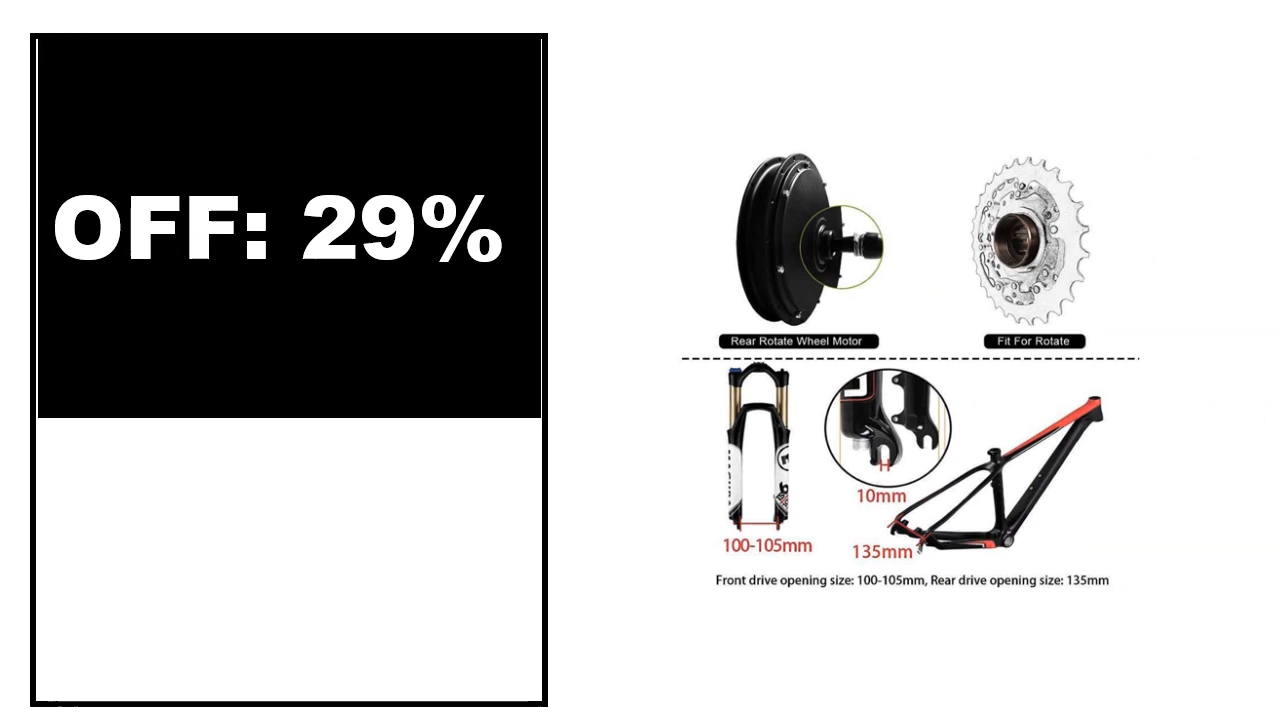 OFF: 29%
Rear Rotate Wheel Motor
Fit For Rotate
10mm
100-105mm
135mm
Front drive opening size: 100-105mm, Rear drive opening size: 135mm